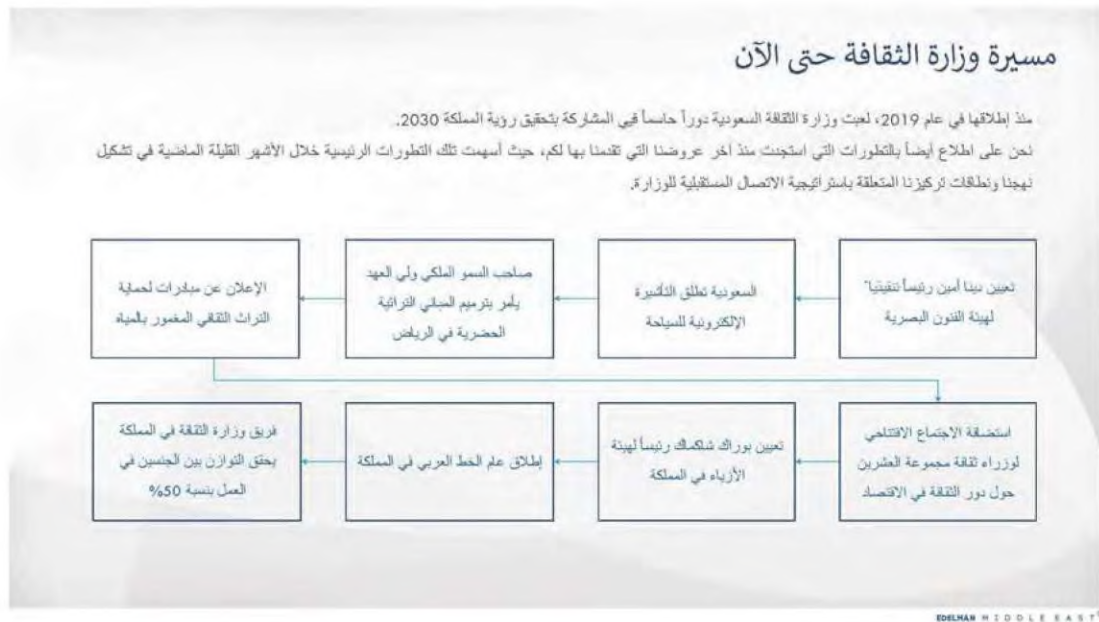 مسيرة وزارة الثقافة حتى الآن
منذ إطلاقها في عام 2019، لعبت وزارة الثقافة السعودية دوراً حاسماً فيي المشاركة بتحقيق رؤية المملكة 2030.
نحن على اطلاع أيضاً بالتطورات التي استجدت منذ آخر عروضنا التي تقدمنا بها لكم، حيث أسهمت تلك التطورات الرئيسية خلال الأشهر القليلة الماضية في تشكيل
نهجنا ونطاقات تركيزنا المتعلقة باستراتيجية الاتصال المستقبلية للوزارة.
تعيين دينا أمين رئيساً تنفيذيا"
لهيئة الفنون البصرية
السعودية تطلق التأشيرة
الإلكترونية للسياحة
صاحب السمو الملكي ولي العهد
يأمر بترميم المباني التراثية
الحضرية في الرياض
الإعلان عن مبادرات لحماية
التراث الثقافي المغمور بالمياه
استضافة الاجتماع الافتتاحي
لوزراء ثقافة مجموعة العشرين
حول دور الثقافة في الاقتصاد
تعيين بوراك شاكماك رئيساً لهيئة
الأزياء في المملكة
إطلاق عام الخط العربي في المملكة
فريق وزارة الثقافة في المملكة
يحقق التوازن بين الجنسين في
العمل بنسبة 50%
EDELMAN MIDDLE EAST